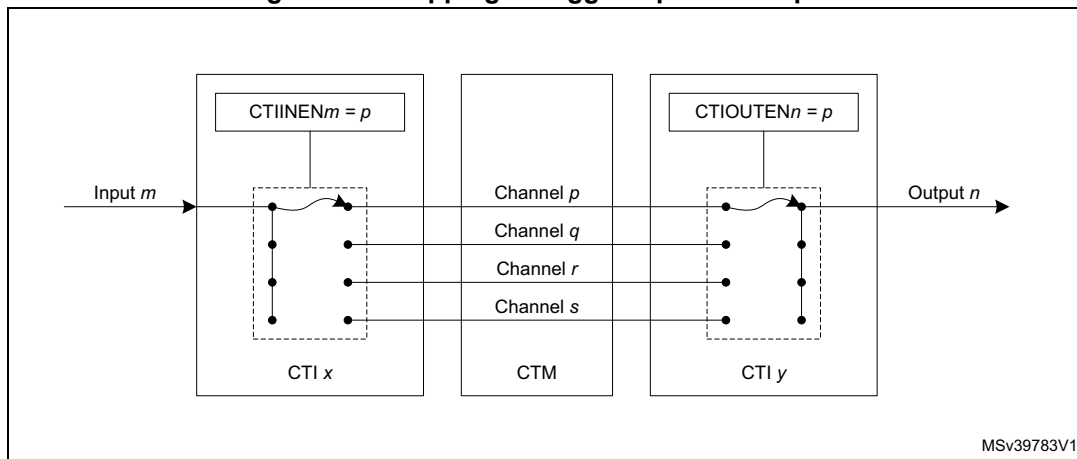 CTIINENm = p
CTIOUTENn = p
Input m
Channel p
Output n
Channel q
Channel r
Channel s
CTI x
CTM
CTI y
MSv39783V1